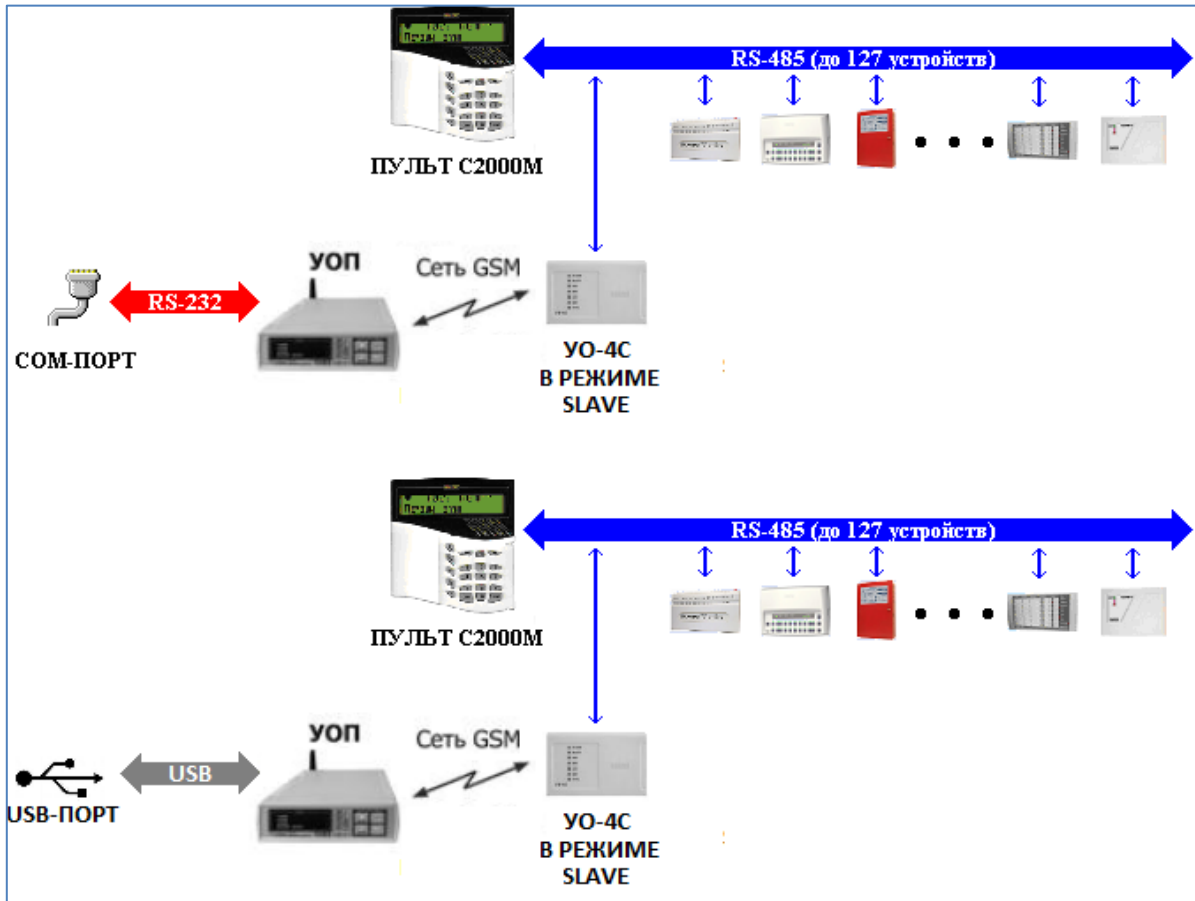 RS-485 (до 127 устройств)
ПУЛЬТ С2000М
УОП
Сеть GSM
RS-232
COM-ПОРТ
УО-4С
В РЕЖИМЕ
SLAVE
RS-485 (до 127 устройств)
ПУЛЬТ С2000М
УОП
Сеть GSM
USB
USB-ПОРТ
УО-4С
В РЕЖИМЕ
SLAVE